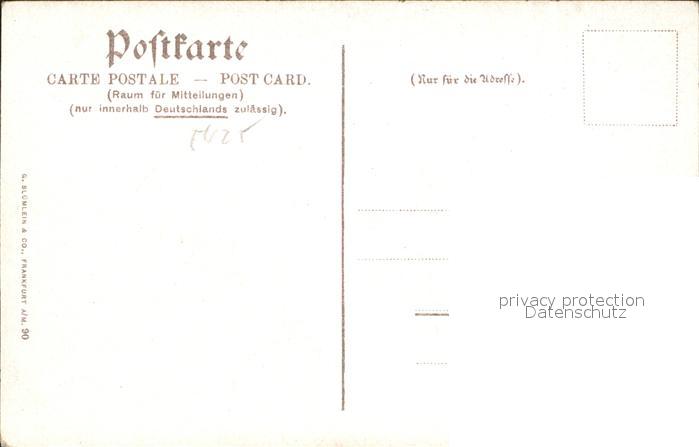 Postkarte
CARTE POSTALE — POST CARD.
(Raum für Mitteilungen)
(nur innerhalb Deutschlands zulässig).
(Nur für die Adresse).
G. BLÜMLEIN & CO., FRANKFURT A/M. 90
privacy protection
Datenschutz